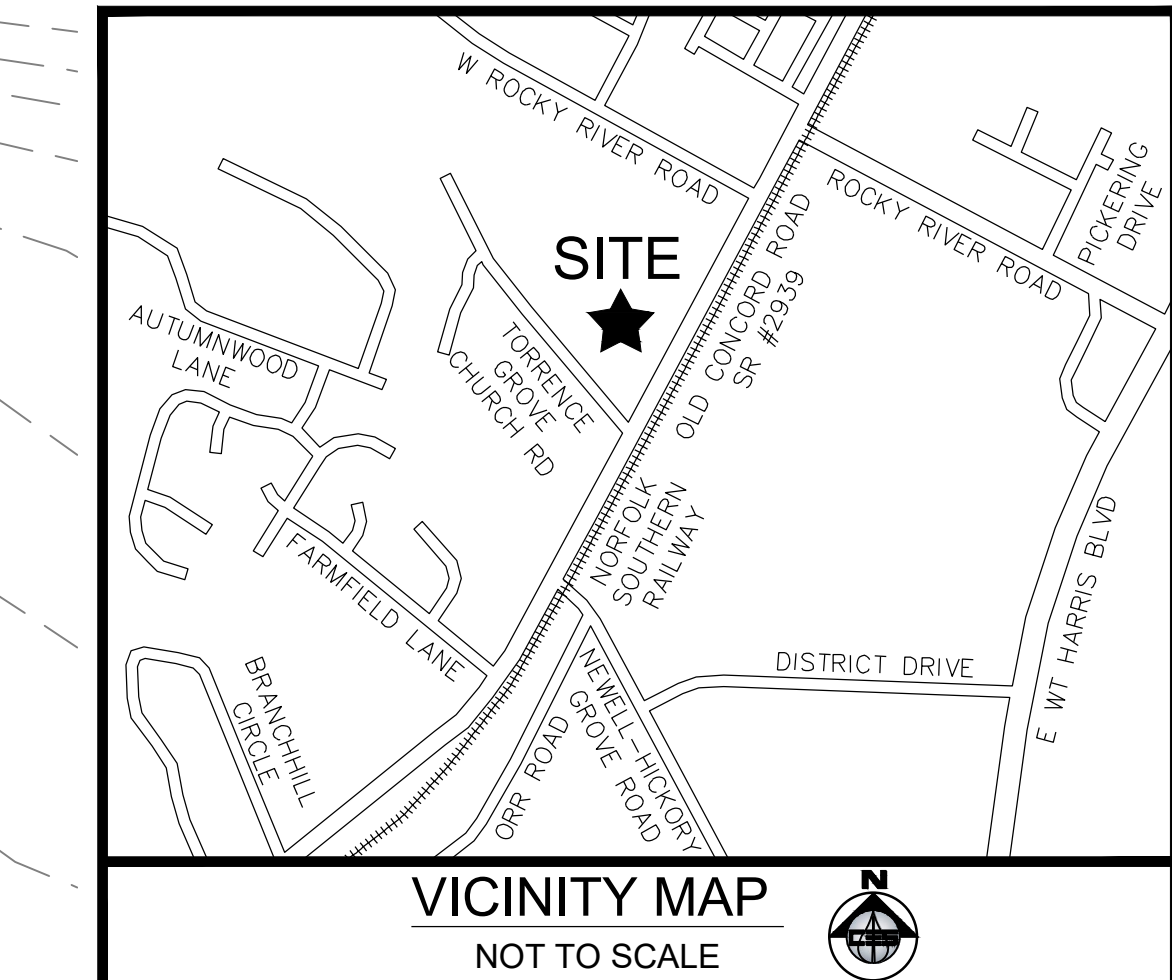 W ROCKY RIVER ROAD
PICKERING
DRIVE
ROCKY RIVER ROAD
SITE
OLD CONCORD ROAD
SR #2939
AUTUMNWOOD
LANE
TORRENCE
GROVE
CHURCH RD
NORFOLK
SOUTHERN
RAILWAY
FARMFIELD LANE
E WT HARRIS BLVD
DISTRICT DRIVE
BRANCHHILL
CIRCLE
NEWELL-HICKORY
GROVE ROAD
ORR ROAD
VICINITY MAP
NOT TO SCALE
N